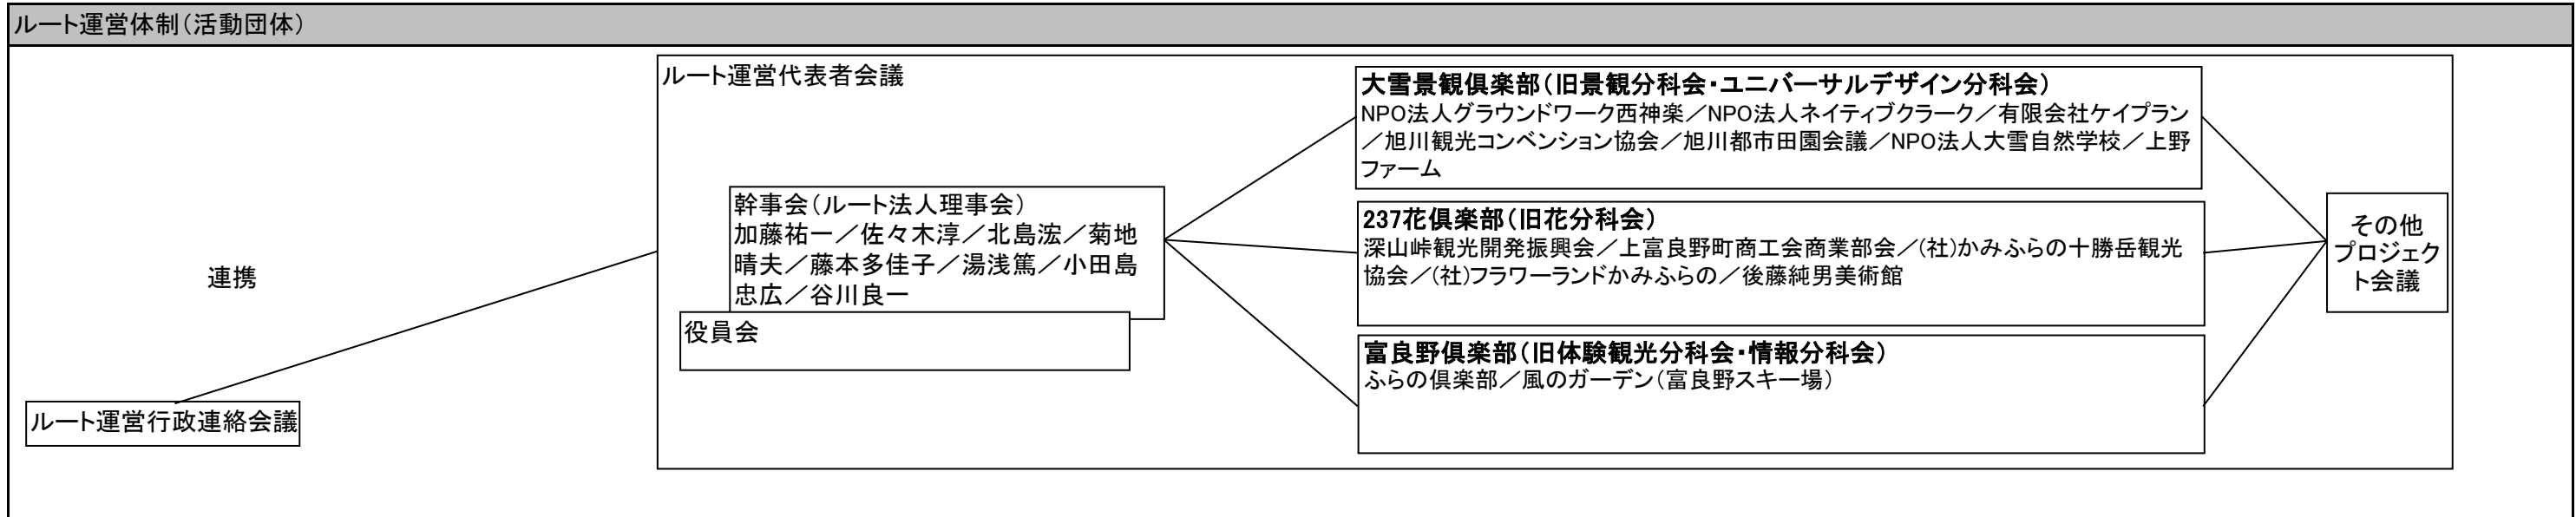 ルート運営体制（活動団体）
ルート運営代表者会議
大雪景観倶楽部（旧景観分科会・ユニバーサルデザイン分科会）
NPO法人グラウンドワーク西神楽／NPO法人ネイティブクラーク／有限会社ケイプラン
／旭川観光コンベンション協会／旭川都市田園会議／NPO法人大雪自然学校／上野
ファーム
幹事会（ルート法人理事会）
加藤祐一／佐々木淳／北島浤／菊地
晴夫／藤本多佳子／湯浅篤／小田島
忠広／谷川良一
役員会
237花倶楽部（旧花分科会）
深山峠観光開発振興会／上富良野町商工会商業部会／(社)かみふらの十勝岳観光
協会／(社)フラワーランドかみふらの／後藤純男美術館
富良野倶楽部（旧体験観光分科会・情報分科会）
ふらの倶楽部／風のガーデン（富良野スキー場）
その他
プロジェク
ト会議
連携
ルート運営行政連絡会議